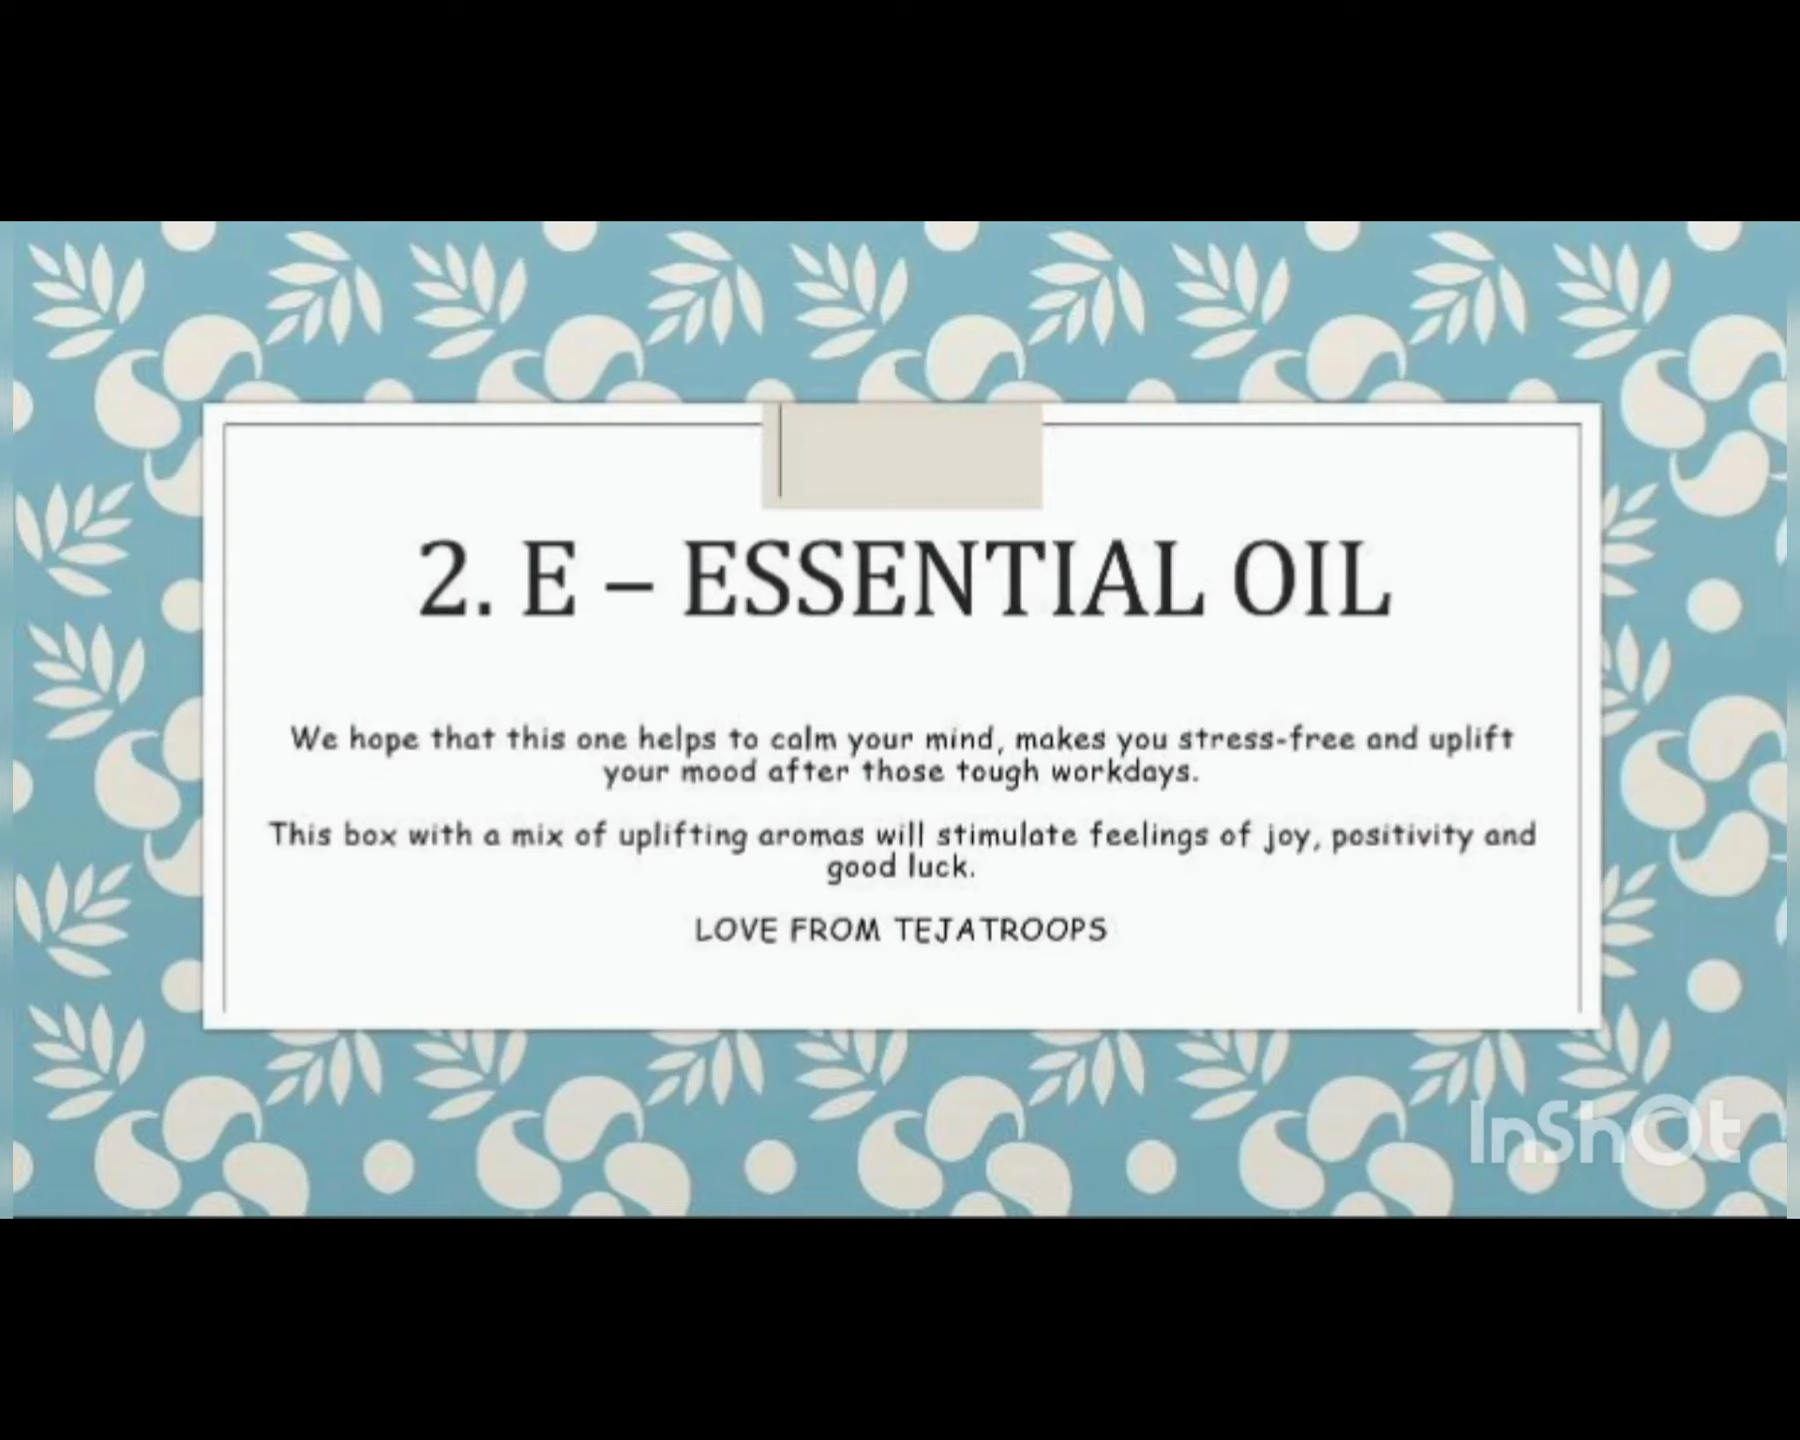 2. E – ESSENTIAL OIL
We hope that this one helps to calm your mind, makes you stress-free and uplift
your mood after those tough workdays.
This box with a mix of uplifting aromas will stimulate feelings of joy, positivity and
good luck.
LOVE FROM TEJATROOPS
InShOt